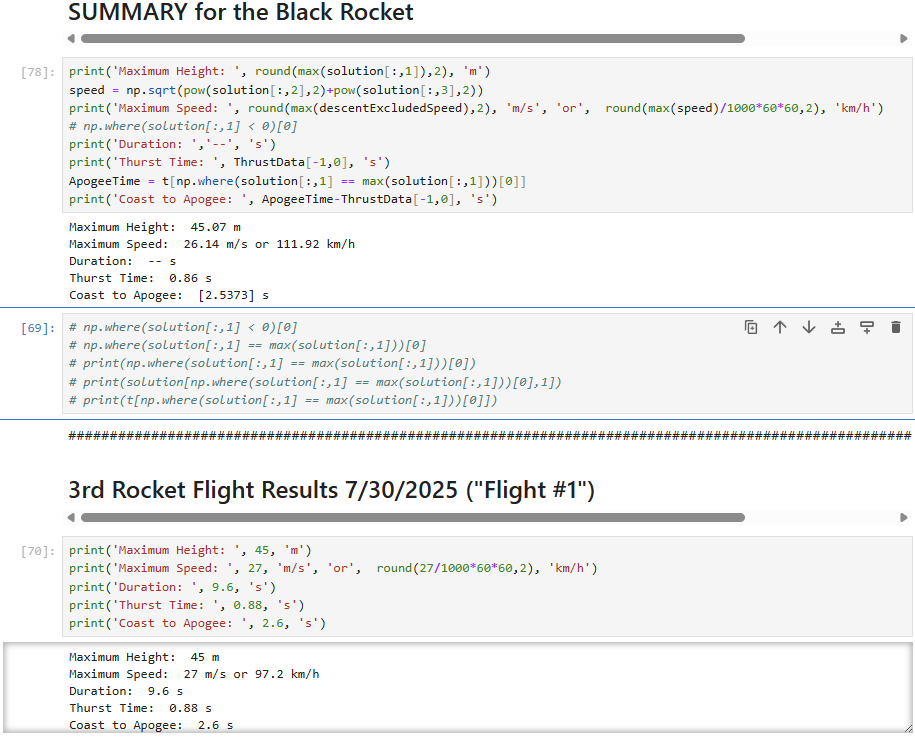 SUMMARY for the Black Rocket
[78]:
print('Maximum Height: ', round(max(solution[:,1]),2), 'm')
speed = np.sqrt(pow(solution[:,2],2)+pow(solution[:,3],2))
print('Maximum Speed: ', round(max(descentExcludedSpeed),2), 'm/s', 'or',  round(max(speed)/1000*60*60,2), 'km/h')
# np.where(solution[:,1] < 0)[0]
print('Duration: ','--', 's')
print('Thurst Time: ', ThrustData[-1,0], 's')
ApogeeTime = t[np.where(solution[:,1] == max(solution[:,1]))[0]]
print('Coast to Apogee: ', ApogeeTime-ThrustData[-1,0], 's')
Maximum Height:  45.07 m
Maximum Speed:  26.14 m/s or 111.92 km/h
Duration:  -- s
Thurst Time:  0.86 s
Coast to Apogee:  [2.5373] s
[69]:
# np.where(solution[:,1] < 0)[0]
# np.where(solution[:,1] == max(solution[:,1]))[0]
# print(np.where(solution[:,1] == max(solution[:,1]))[0])
# print(solution[np.where(solution[:,1] == max(solution[:,1]))[0],1])
# print(t[np.where(solution[:,1] == max(solution[:,1]))[0]])
######################################################################################################
3rd Rocket Flight Results 7/30/2025 ("Flight #1")
[70]:
print('Maximum Height: ', 45, 'm')
print('Maximum Speed: ', 27, 'm/s', 'or',  round(27/1000*60*60,2), 'km/h')
print('Duration: ', 9.6, 's')
print('Thurst Time: ', 0.88, 's')
print('Coast to Apogee: ', 2.6, 's')
Maximum Height:  45 m
Maximum Speed:  27 m/s or 97.2 km/h
Duration:  9.6 s
Thurst Time:  0.88 s
Coast to Apogee:  2.6 s